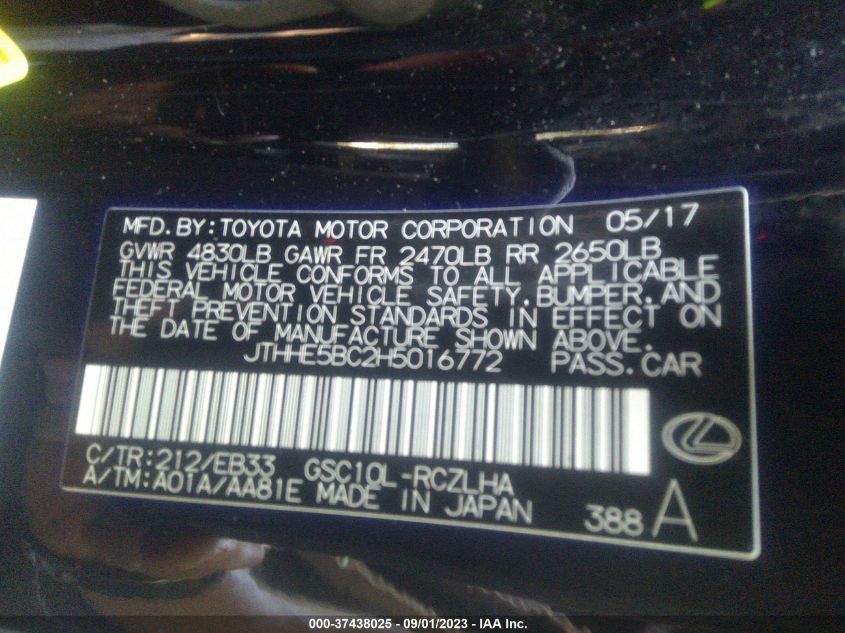 MFD.BY:TOYOTA MOTOR CORPORATION 05/17
GVWR 4830LB GAWR FR 2470LB RR 2650LB
THIS VEHICLE CONFORMS TO ALL APPLICABLE
FEDERAL MOTOR VEHICLE SAFETY,BUMPER,AND
THEFT PREVENTION STANDARDS IN EFFECT ON
THE DATE OF MANUFACTURE SHOWN ABOVE.
JTHHE5BC2H5016772 PASS.CAR
C/TR:212/EB33 GSC10L-RCZLHA
A/TM:A01A/AA81E MADE IN JAPAN 388 A
000-37438025 - 09/01/2023 - IAA Inc.